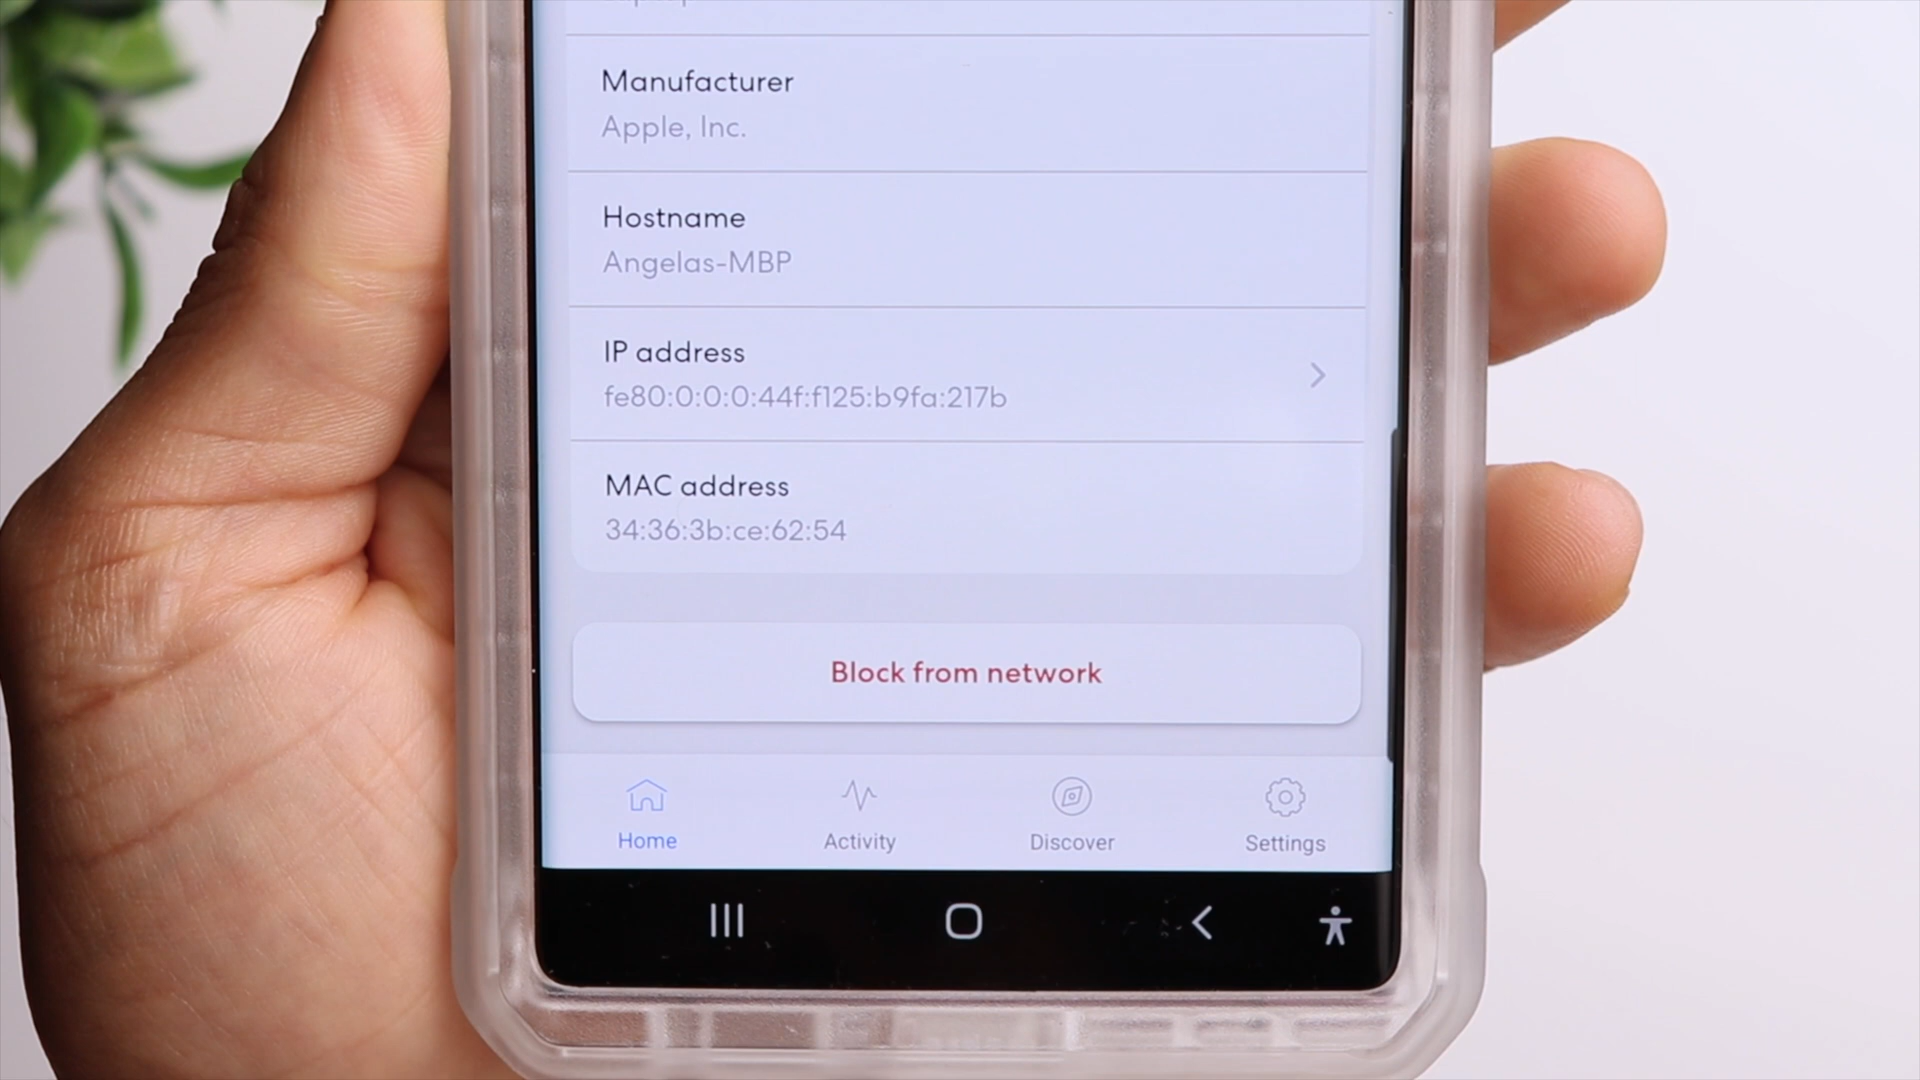 Manufacturer
Apple, Inc.
Hostname
Angelas-MBP
IP address
fe80:0:0:0:44f:f125:b9fa:217b
MAC address
34:36:3b:ce:62:54
Block from network
Home
Activity
Discover
Settings